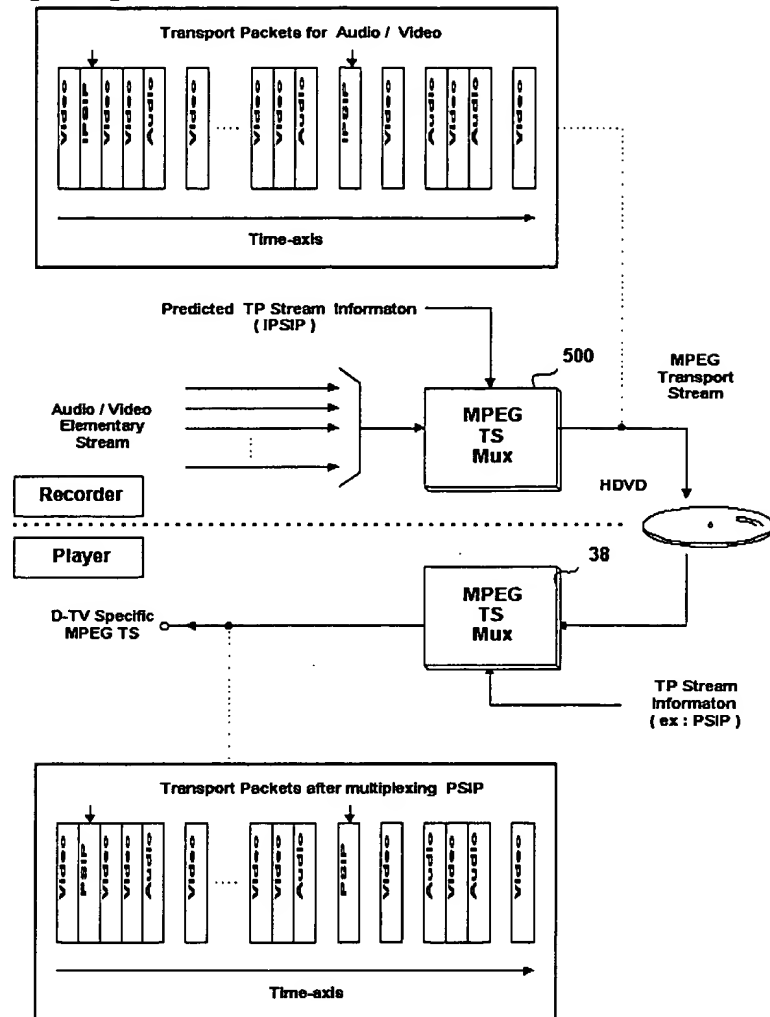 Transport Packets for Audio / Video
Video
IPSIP
Video
Video
Audio
Video
Video
Video
Audio
IPSIP
Video
Audio
Video
Audio
Video
Time-axis
Predicted TP Stream Informaton
( IPSIP )
500
MPEG
Transport
Stream
Audio / Video
Elementary
Stream
MPEG
TS
Mux
HDVD
Recorder
Player
38
D-TV Specific
MPEG TS
MPEG
TS
Mux
TP Stream
Informaton
( ex : PSIP )
Transport Packets after multiplexing PSIP
Video
PSIP
Video
Video
Audio
Video
Video
Video
Audio
PSIP
Video
Audio
Video
Audio
Video
Time-axis